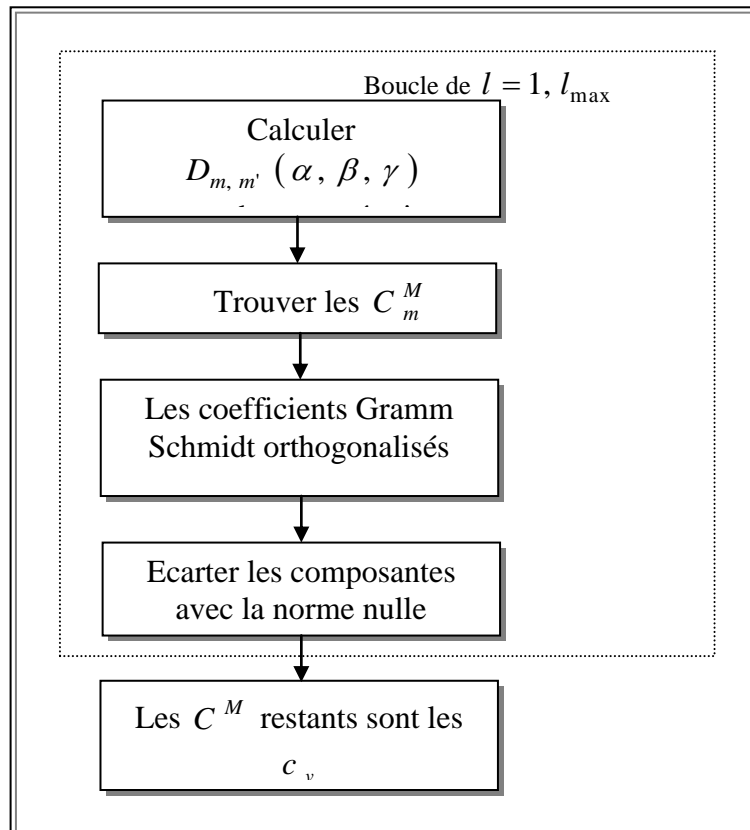 Boucle de l = 1, l_max
Calculer
D_{m, m'} (α, β, γ)
Trouver les C_m^M
Les coefficients Gramm
Schmidt orthogonalisés
Ecarter les composantes
avec la norme nulle
Les C^M restants sont les
c_v